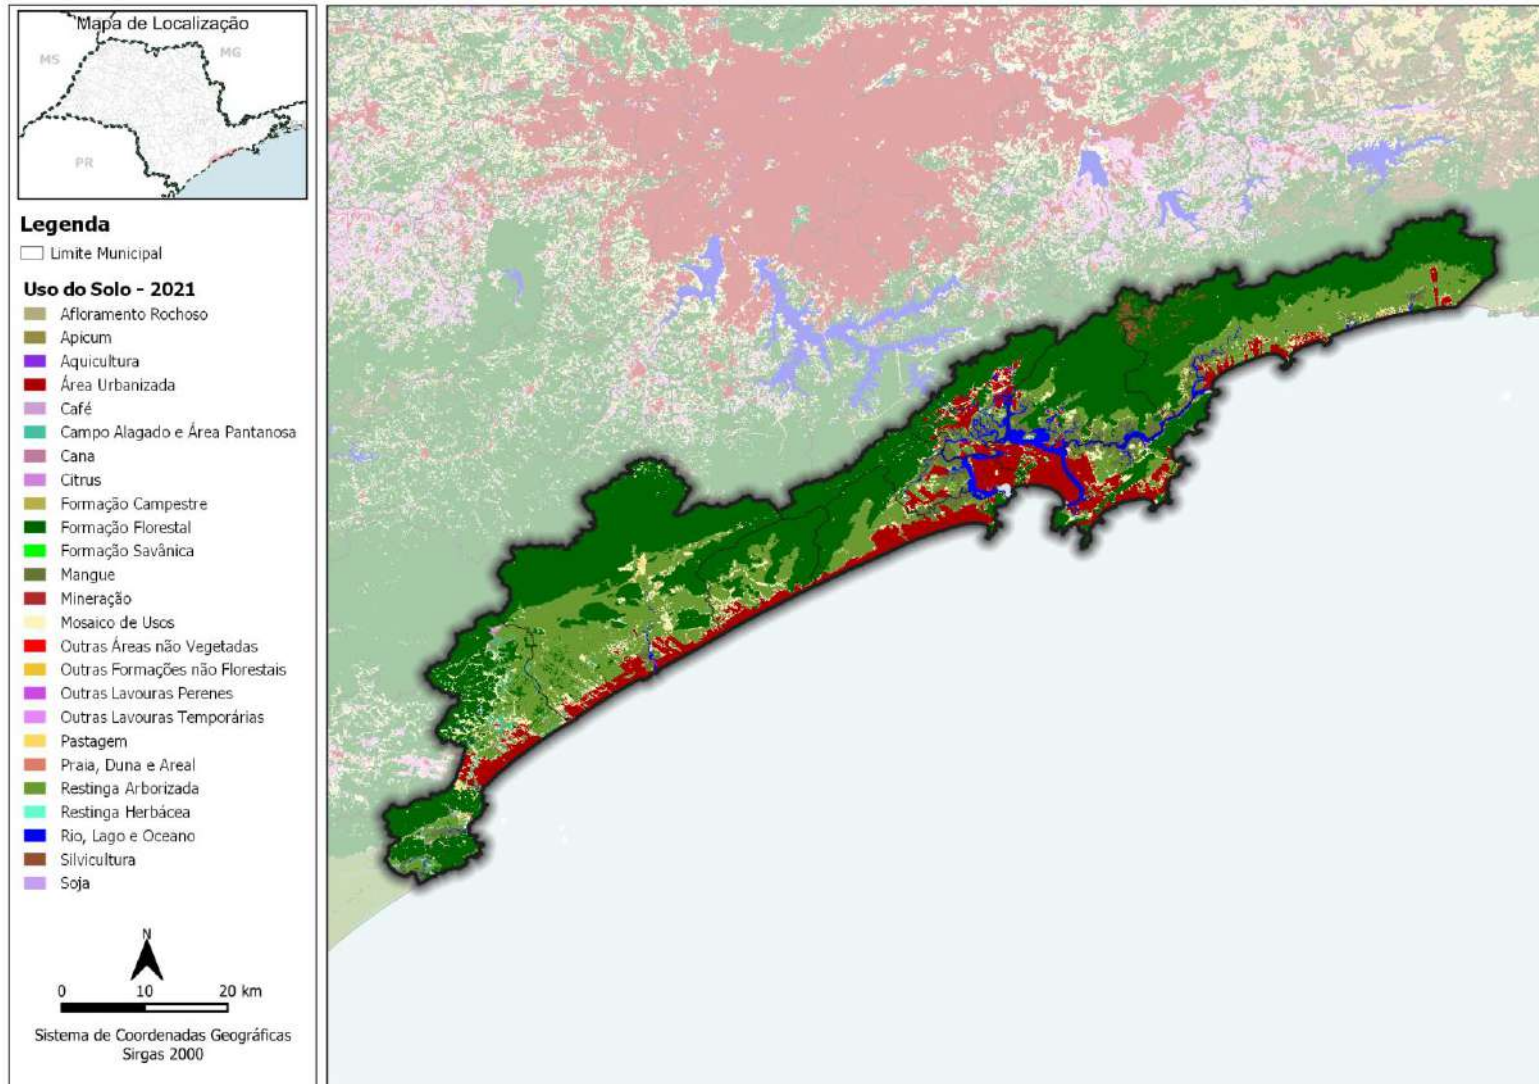 Mapa de Localização
MS
MG
PR
Legenda
Limite Municipal
Uso do Solo - 2021
Afloramento Rochoso
Apicum
Aquicultura
Área Urbanizada
Café
Campo Alagado e Área Pantanosa
Cana
Citrus
Formação Campestre
Formação Florestal
Formação Savânica
Mangue
Mineração
Mosaico de Usos
Outras Áreas não Vegetadas
Outras Formações não Florestais
Outras Lavouras Perenes
Outras Lavouras Temporárias
Pastagem
Praia, Duna e Areal
Restinga Arborizada
Restinga Herbácea
Rio, Lago e Oceano
Silvicultura
Soja
N
0 10 20 km
Sistema de Coordenadas Geográficas
Sirgas 2000